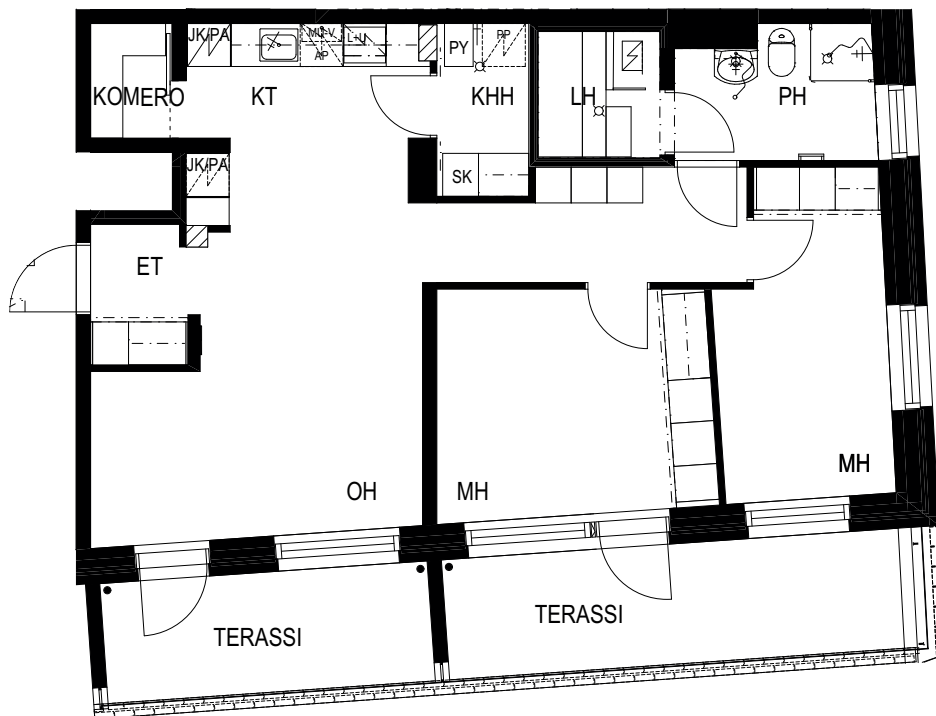 JK/PA
MU-V
AP
L+U
PY
PP
KOMERO
KT
KHH
LH
PH
JK/PA
SK
ET
OH
MH
MH
TERASSI
TERASSI